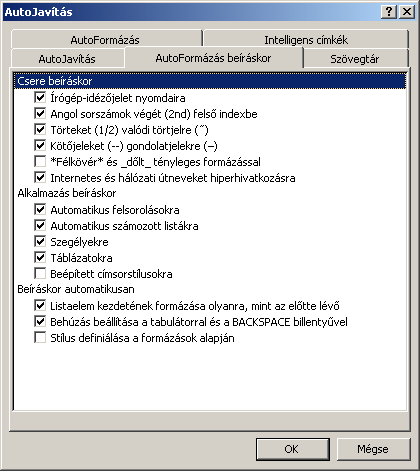 AutoJavítás
AutoFormázás
Intelligens címkék
AutoJavítás
AutoFormázás beíráskor
Szövegtár
Csere beíráskor
Írógép-idézőjelet nyomdaira
Angol sorszámok végét (2nd) felső indexbe
Törteket (1/2) valódi törtjelre (˝)
Kötőjeleket (--) gondolatjelekre (–)
*Félkövér* és _dőlt_ tényleges formázással
Internetes és hálózati útneveket hiperhivatkozásra
Alkalmazás beíráskor
Automatikus felsorolásokra
Automatikus számozott listákra
Szegélyekre
Táblázatokra
Beépített címsorstílusokra
Beíráskor automatikusan
Listaelem kezdetének formázása olyanra, mint az előtte lévő
Behúzás beállítása a tabulátorral és a BACKSPACE billentyűvel
Stílus definiálása a formázások alapján
OK
Mégse